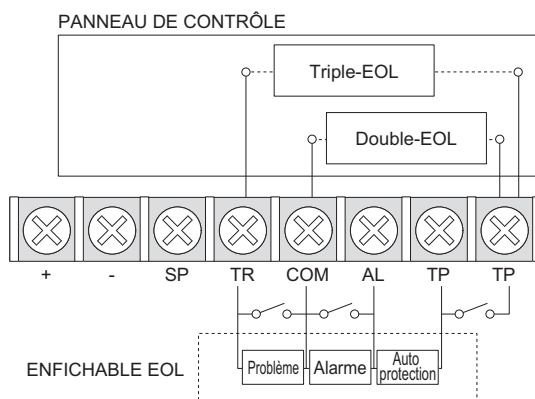 PANNEAU DE CONTRÔLE
Triple-EOL
Double-EOL
+ - SP TR COM AL TP TP
ENFICHABLE EOL
Problème Alarme Auto
protection